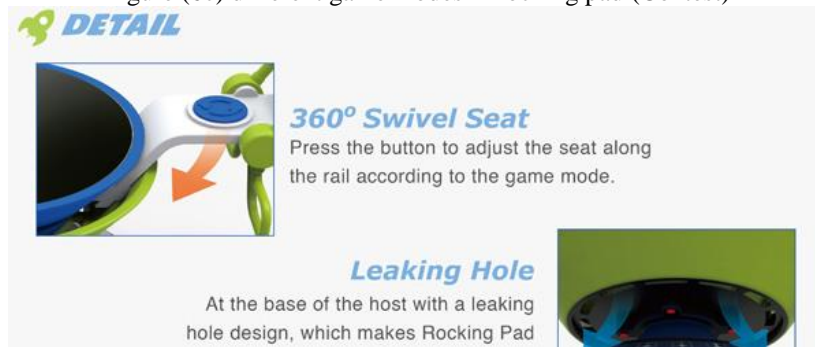 DETAIL
360º Swivel Seat
Press the button to adjust the seat along
the rail according to the game mode.
Leaking Hole
At the base of the host with a leaking
hole design, which makes Rocking Pad